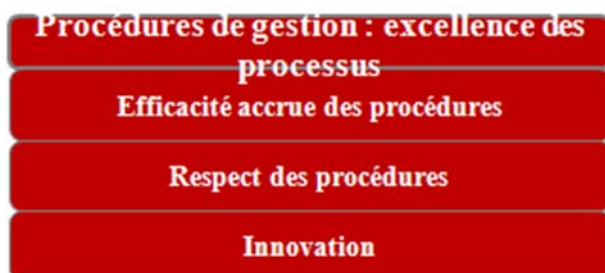 Procédures de gestion : excellence des
processus
Efficacité accrue des procédures
Respect des procédures
Innovation